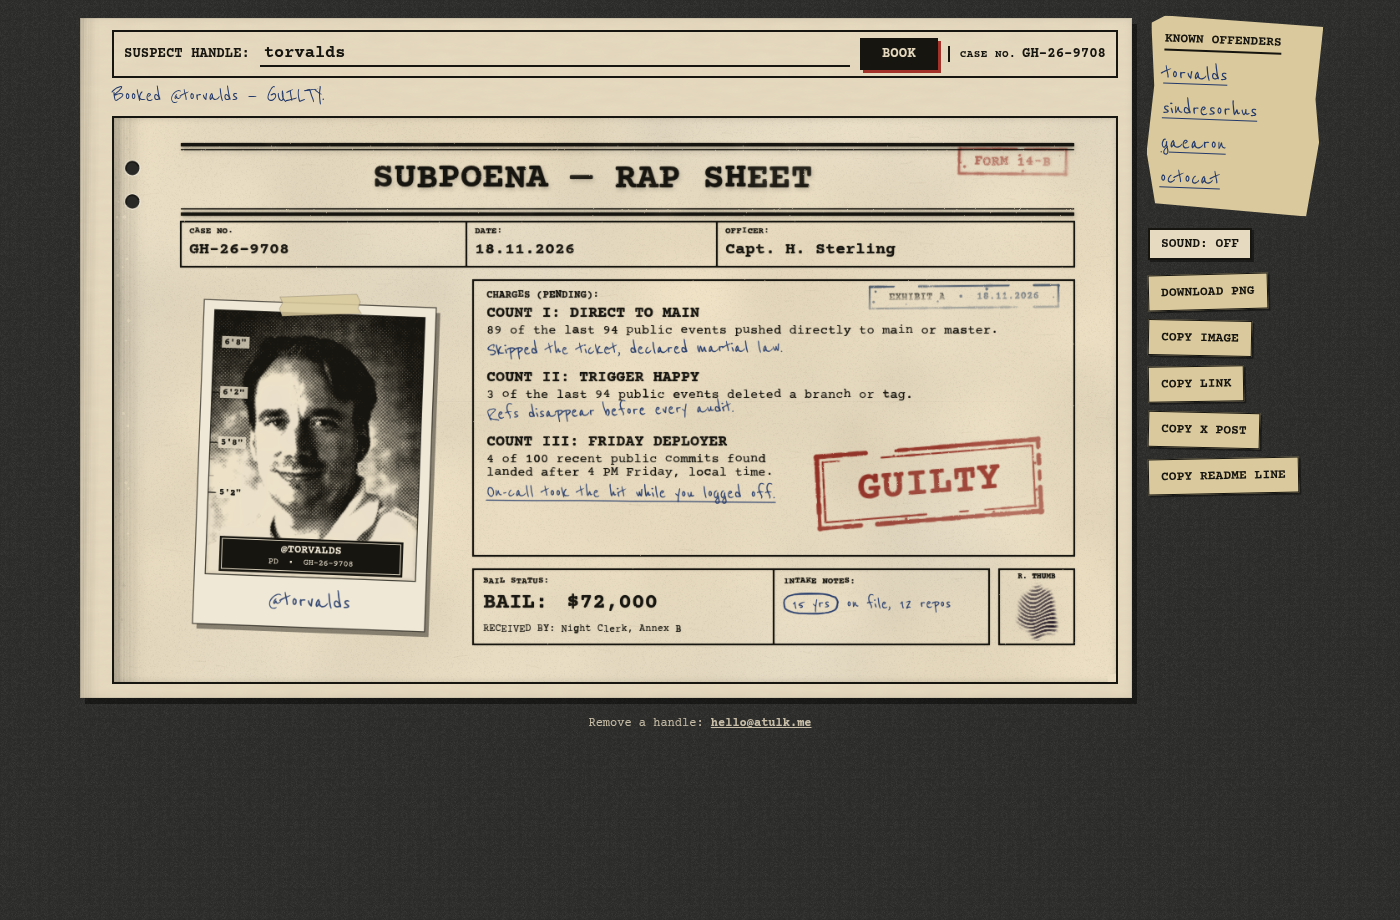 SUSPECT HANDLE: torvalds BOOK CASE NO. GH-26-9708
Booked @torvalds — GUILTY.
SUBPOENA — RAP SHEET
FORM 14-B
CASE NO.
GH-26-9708
DATE:
18.11.2026
OFFICER:
Capt. H. Sterling
6'8"
6'2"
5'8"
5'2"
@TORVALDS
PD • GH-26-9708
@torvalds
CHARGES (PENDING):
EXHIBIT A • 18.11.2026
COUNT I: DIRECT TO MAIN
89 of the last 94 public events pushed directly to main or master.
Skipped the ticket, declared martial law.
COUNT II: TRIGGER HAPPY
3 of the last 94 public events deleted a branch or tag.
Refs disappear before every audit.
COUNT III: FRIDAY DEPLOYER
4 of 100 recent public commits found
landed after 4 PM Friday, local time.
On-call took the hit while you logged off.
GUILTY
BAIL STATUS:
BAIL: $72,000
RECEIVED BY: Night Clerk, Annex B
INTAKE NOTES:
15 yrs on file, 12 repos
R. THUMB
KNOWN OFFENDERS
torvalds
sindresorhus
gaearon
octocat
SOUND: OFF
DOWNLOAD PNG
COPY IMAGE
COPY LINK
COPY X POST
COPY README LINE
Remove a handle: hello@atulk.me